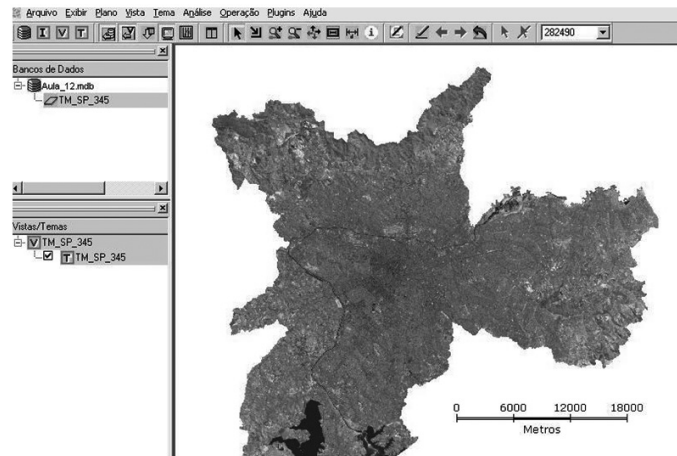 Arquivo Exibir Plano Vista Tema Análise Operação Plugins Ajuda
I V T
282490
Bancos de Dados
Aula_12.mdb
TM_SP_345
Vistas/Temas
V TM_SP_345
T TM_SP_345
0 6000 12000 18000
Metros